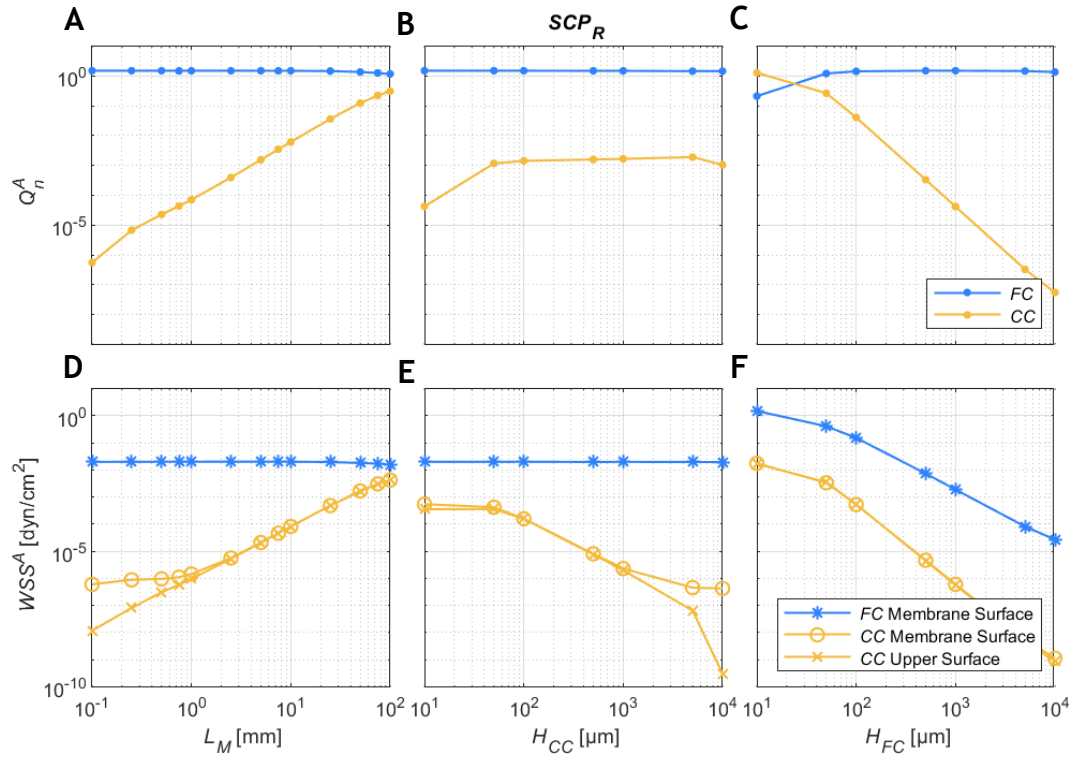 SCP_R
A
B
C
10^0
10^-5
Q_n^A
FC
CC
D
E
F
10^0
10^-5
10^-10
WSS^A [dyn/cm^2]
FC Membrane Surface
CC Membrane Surface
CC Upper Surface
10^-1 10^0 10^1 10^2
10^1 10^2 10^3 10^4
10^1 10^2 10^3 10^4
L_M [mm]
H_CC [µm]
H_FC [µm]